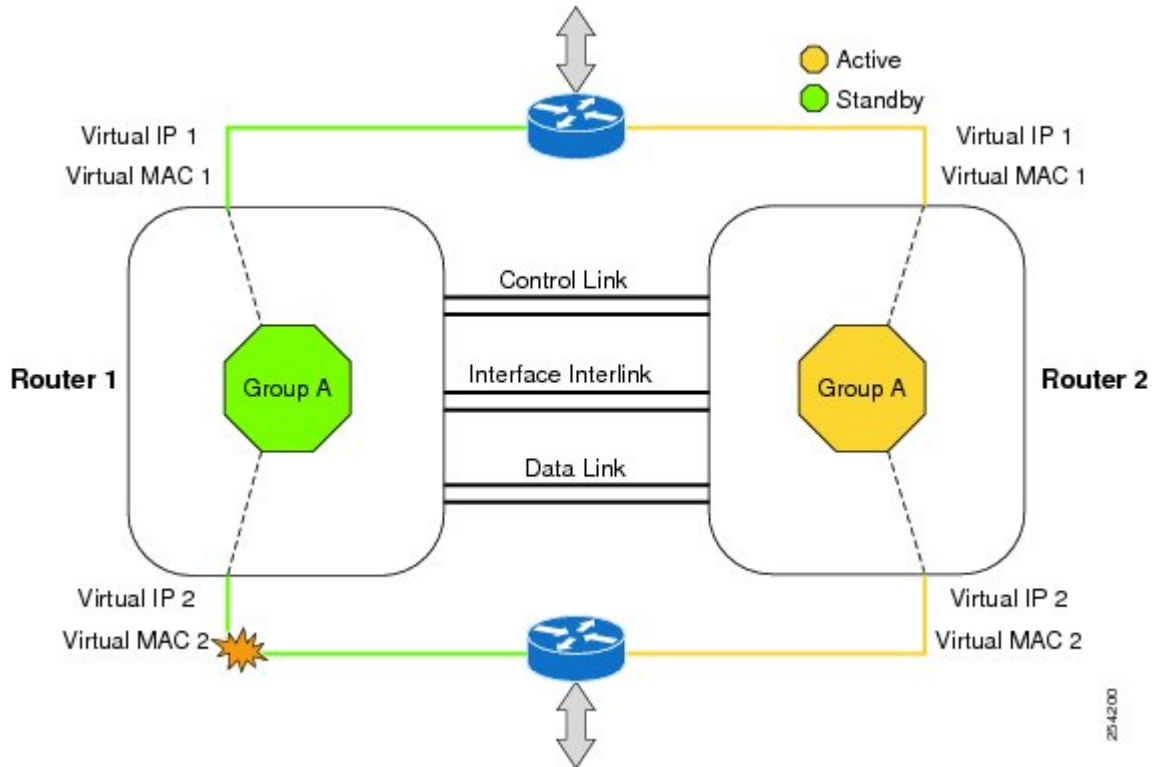 Active
Standby
Virtual IP 1
Virtual MAC 1
Virtual IP 1
Virtual MAC 1
Control Link
Router 1
Group A
Interface Interlink
Group A
Router 2
Data Link
Virtual IP 2
Virtual MAC 2
Virtual IP 2
Virtual MAC 2
254200